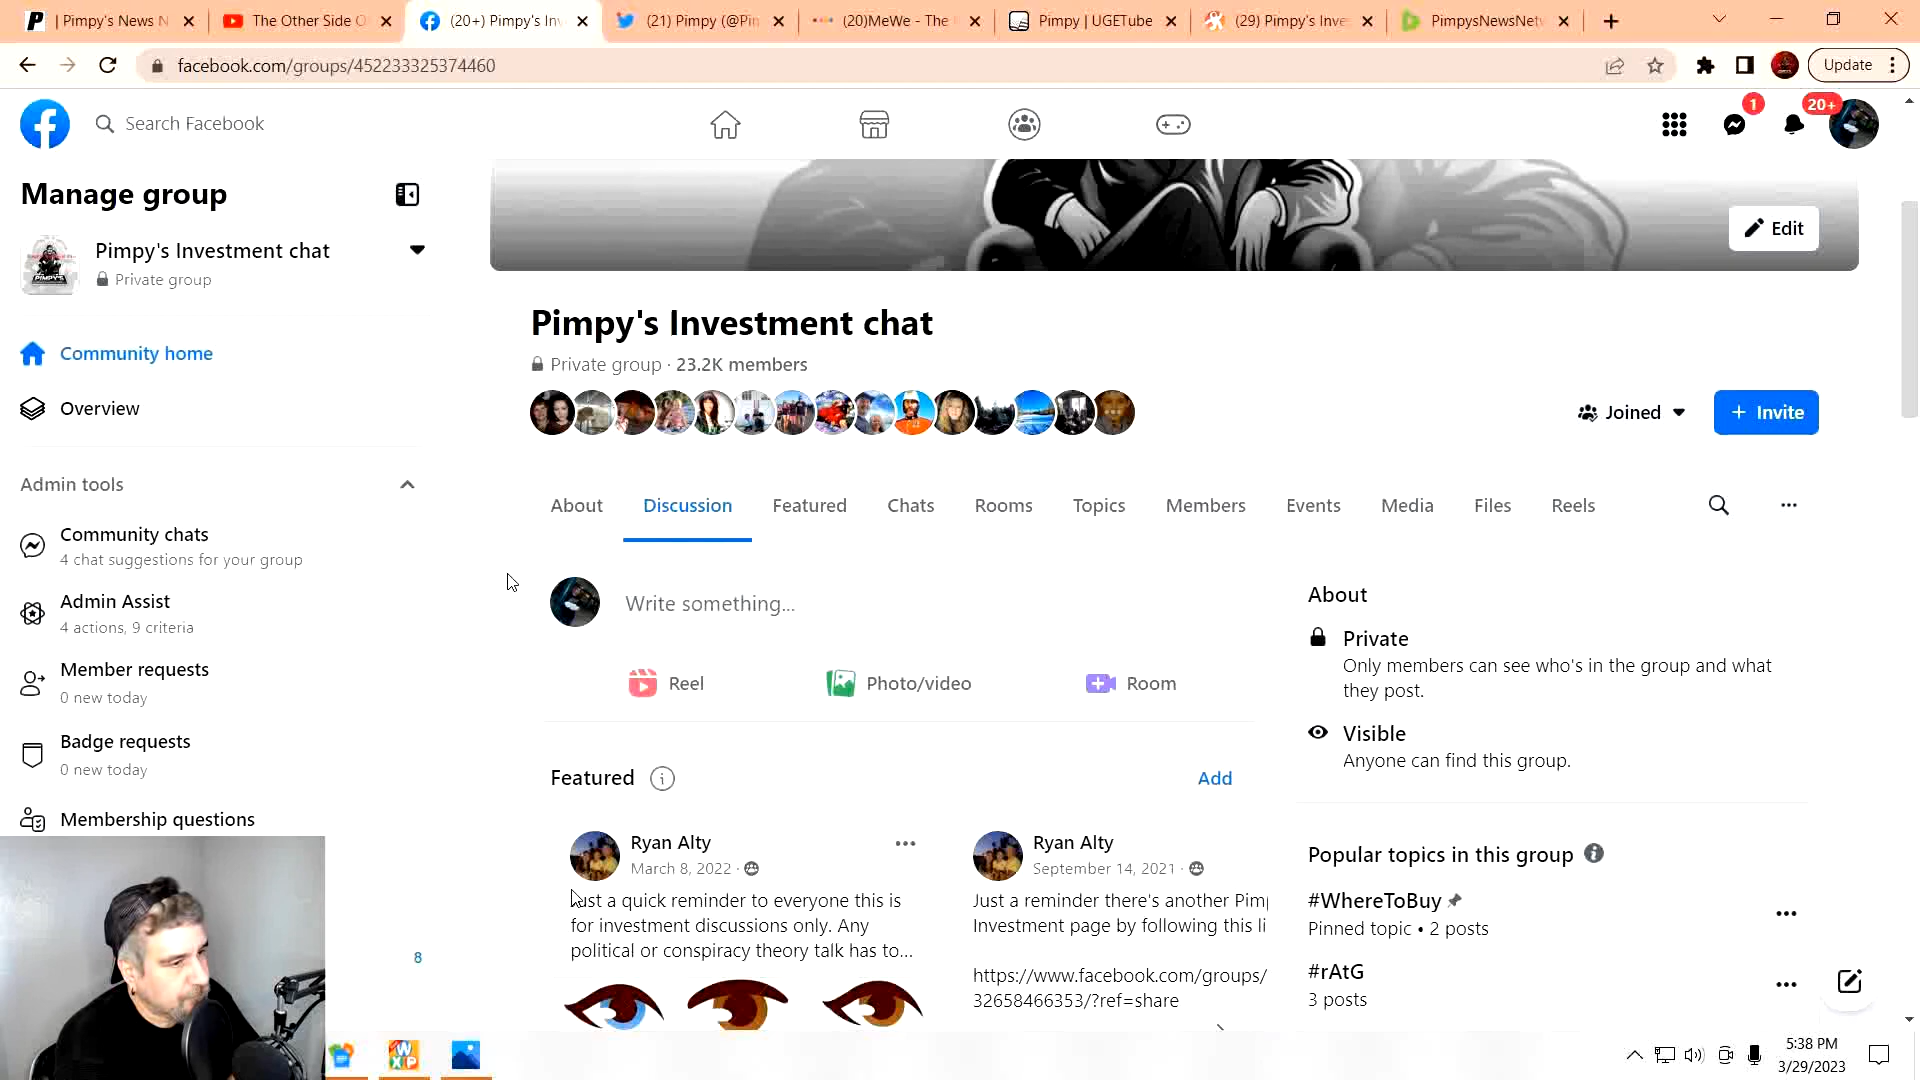 | Pimpy's News N
The Other Side O
(20+) Pimpy's Inv
(21) Pimpy (@Pim
(20)MeWe - The
Pimpy | UGETube
(29) Pimpy's Inve
PimpysNewsNetw
facebook.com/groups/452233325374460
Update
Search Facebook
1
20+
Manage group
Pimpy's Investment chat
Private group
Community home
Overview
Admin tools
Community chats
4 chat suggestions for your group
Admin Assist
4 actions, 9 criteria
Member requests
0 new today
Badge requests
0 new today
Membership questions
8
Edit
Pimpy's Investment chat
Private group · 23.2K members
Joined
+ Invite
About
Discussion
Featured
Chats
Rooms
Topics
Members
Events
Media
Files
Reels
Write something...
Reel
Photo/video
Room
Featured
Add
Ryan Alty
March 8, 2022 ·
Just a quick reminder to everyone this is
for investment discussions only. Any
political or conspiracy theory talk has to...
Ryan Alty
September 14, 2021 ·
Just a reminder there's another Pimp
Investment page by following this li
https://www.facebook.com/groups/
32658466353/?ref=share
About
Private
Only members can see who's in the group and what
they post.
Visible
Anyone can find this group.
Popular topics in this group
#WhereToBuy
Pinned topic • 2 posts
#rAtG
3 posts
5:38 PM
3/29/2023